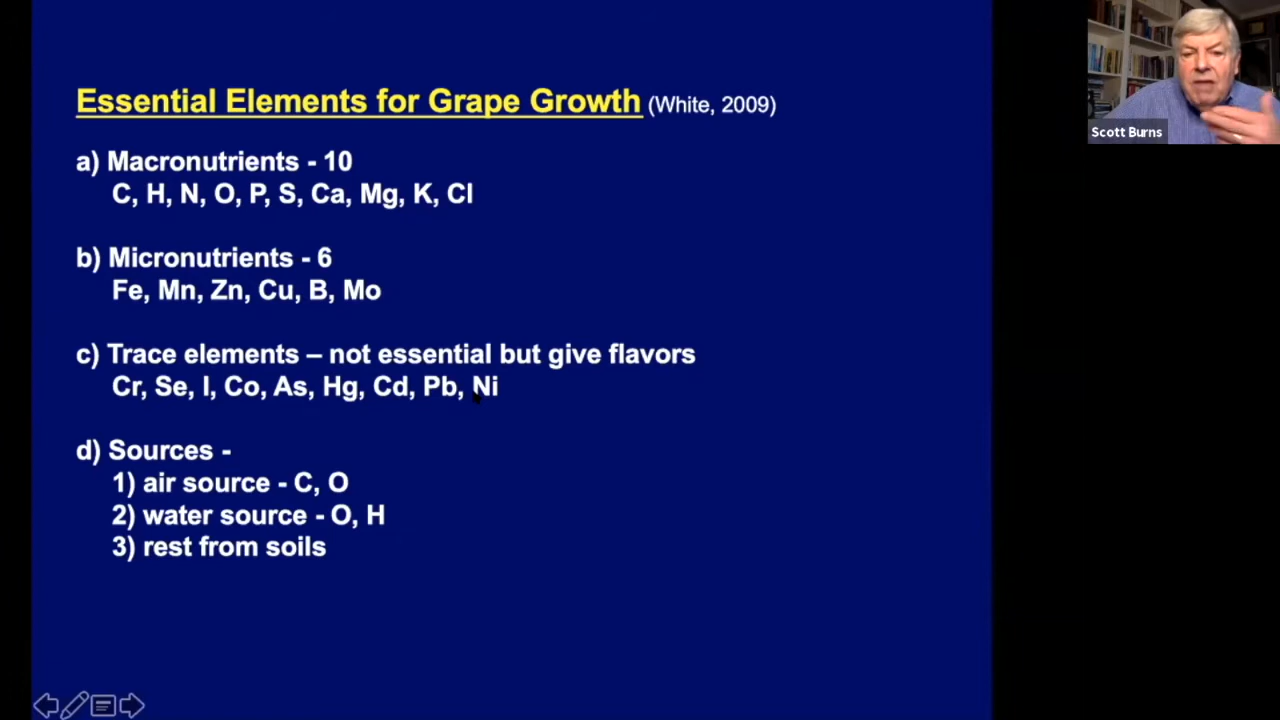 Essential Elements for Grape Growth (White, 2009)
a) Macronutrients - 10
C, H, N, O, P, S, Ca, Mg, K, Cl
b) Micronutrients - 6
Fe, Mn, Zn, Cu, B, Mo
c) Trace elements – not essential but give flavors
Cr, Se, I, Co, As, Hg, Cd, Pb, Ni
d) Sources -
1) air source - C, O
2) water source - O, H
3) rest from soils
Scott Burns